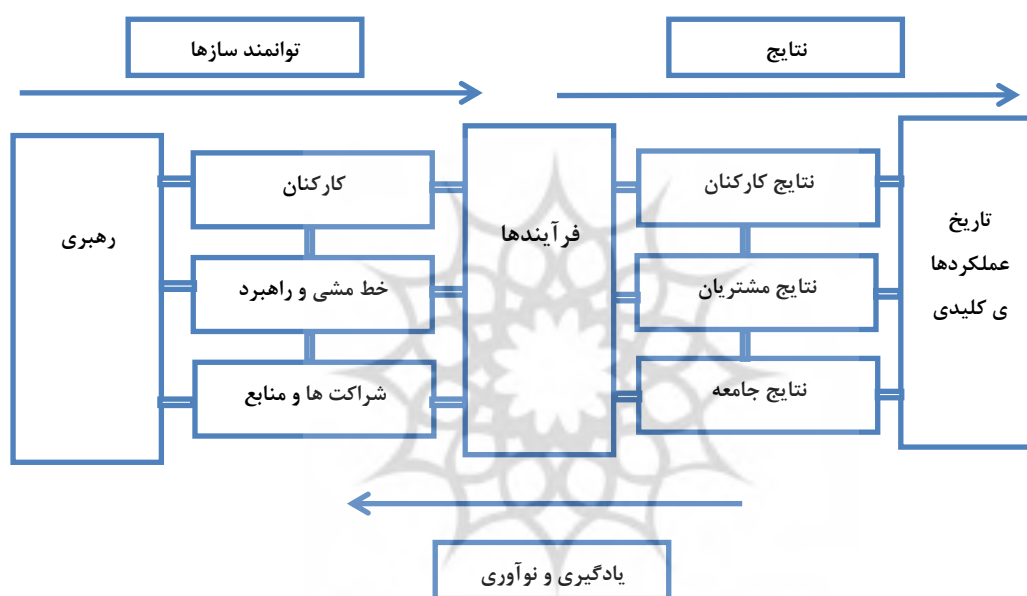 توانمند سازها
نتایج
رهبری
کارکنان
خط مشی و راهبرد
شراکت ها و منابع
فرآیندها
نتایج کارکنان
نتایج مشتریان
نتایج جامعه
تاریخ
عملکردها
ی کلیدی
یادگیری و نوآوری